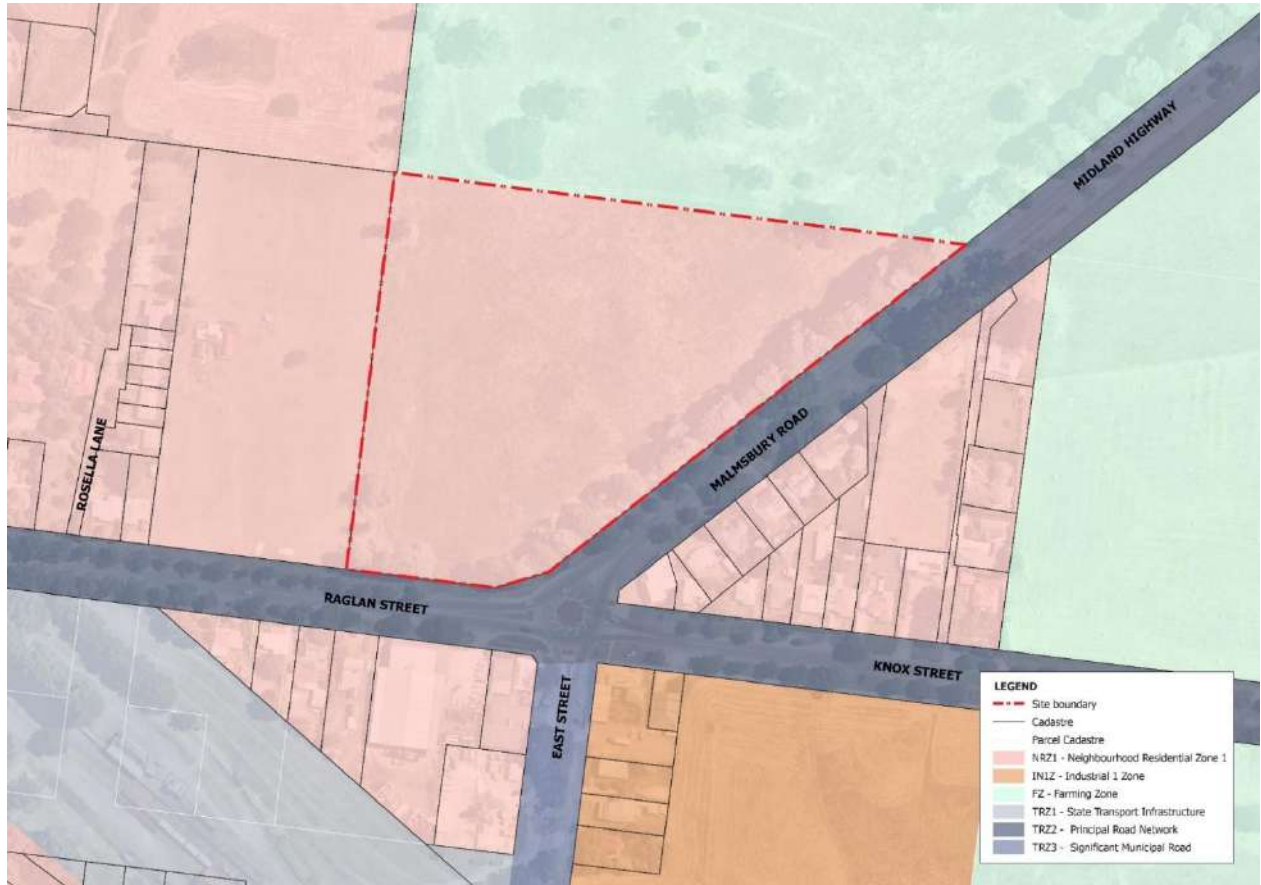 MIDLAND HIGHWAY
MALMSBURY ROAD
ROSELLA LANE
RAGLAN STREET
KNOX STREET
EAST STREET
LEGEND
Site boundary
Cadastre
Parcel Cadastre
NRZ1 - Neighbourhood Residential Zone 1
IN1Z - Industrial 1 Zone
FZ - Farming Zone
TRZ1 - State Transport Infrastructure
TRZ2 - Principal Road Network
TRZ3 - Significant Municipal Road